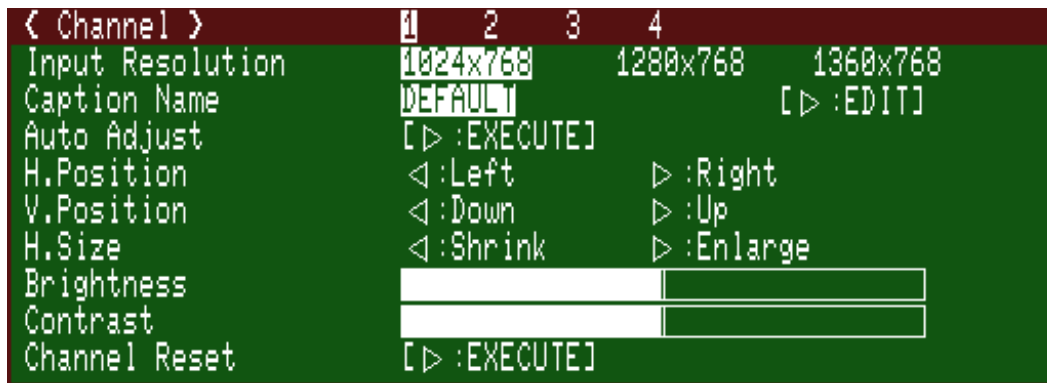 < Channel > 1 2 3 4
Input Resolution 1024x768 1280x768 1360x768
Caption Name DEFAULT [▷:EDIT]
Auto Adjust [▷:EXECUTE]
H.Position ◁:Left ▷:Right
V.Position ◁:Down ▷:Up
H.Size ◁:Shrink ▷:Enlarge
Brightness
Contrast
Channel Reset [▷:EXECUTE]